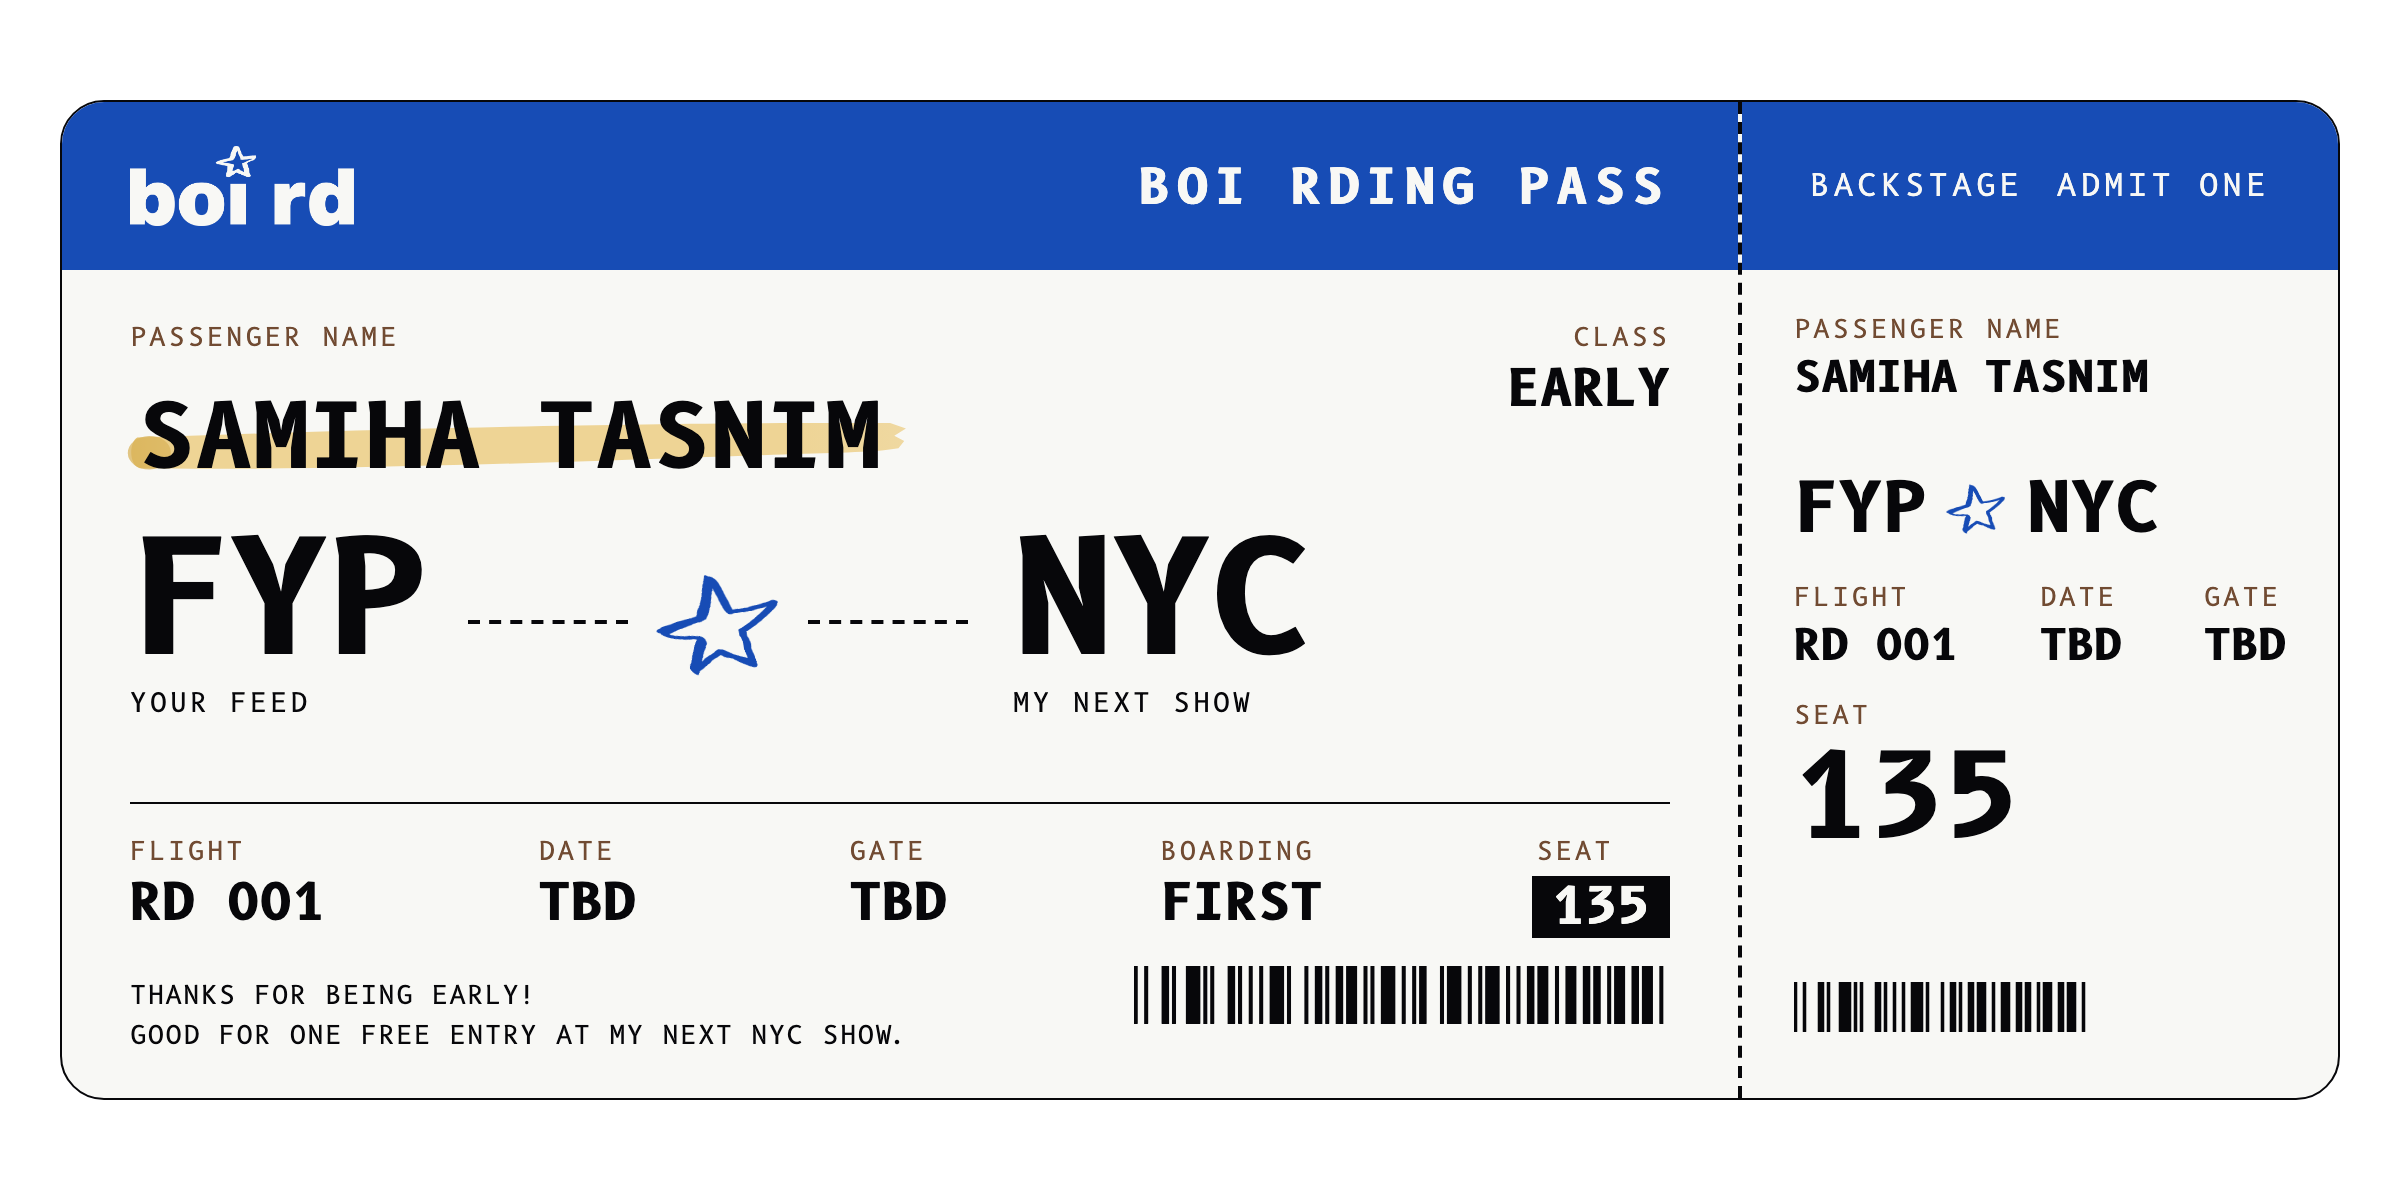 boi rd
BOI RDING PASS
PASSENGER NAME
CLASS
SAMIHA TASNIM
EARLY
FYP
NYC
YOUR FEED
MY NEXT SHOW
FLIGHT
DATE
GATE
BOARDING
SEAT
RD 001
TBD
TBD
FIRST
135
THANKS FOR BEING EARLY!
GOOD FOR ONE FREE ENTRY AT MY NEXT NYC SHOW.
BACKSTAGE ADMIT ONE
PASSENGER NAME
SAMIHA TASNIM
FYP NYC
FLIGHT DATE GATE
RD 001 TBD TBD
SEAT
135